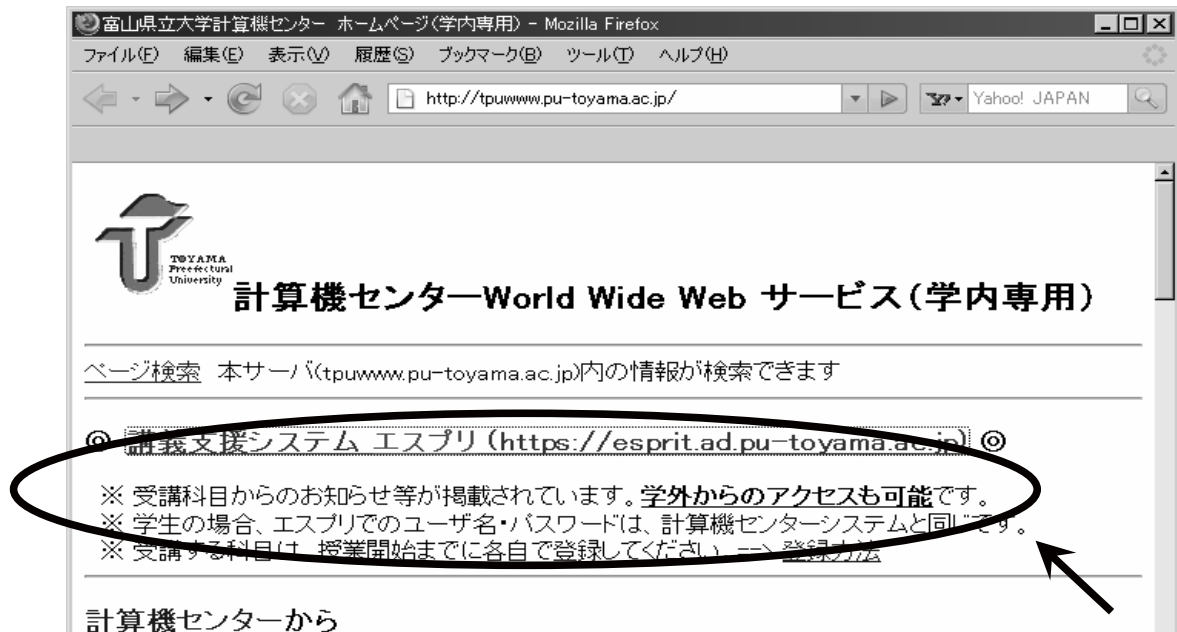 富山県立大学計算機センター ホームページ(学内専用) - Mozilla Firefox
ファイル(F) 編集(E) 表示(V) 履歴(S) ブックマーク(B) ツール(T) ヘルプ(H)
http://tpuwww.pu-toyama.ac.jp/ Yahoo! JAPAN
TOYAMA
Prefectural
University
計算機センターWorld Wide Web サービス(学内専用)
ページ検索 本サーバ(tpuwww.pu-toyama.ac.jp)内の情報が検索できます
◎ 講義支援システム エスプリ (https://esprit.ad.pu-toyama.ac.jp) ◎
※ 受講科目からのお知らせ等が掲載されています。学外からのアクセスも可能です。
※ 学生の場合、エスプリでのユーザ名・パスワードは、計算機センターシステムと同じです。
※ 受講する科目は、授業開始までに各自で登録してください --> 登録方法
計算機センターから